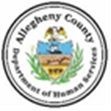 Allegheny County
Department of Human Services